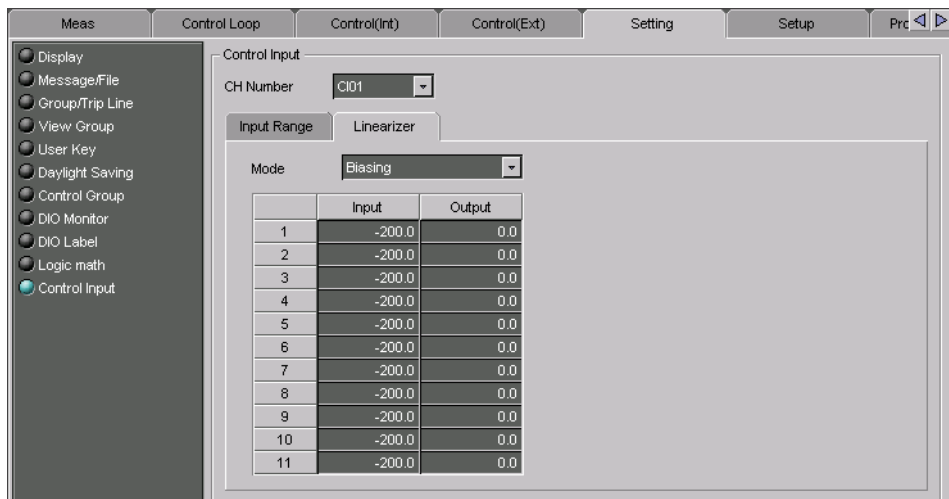 Meas Control Loop Control(Int) Control(Ext) Setting Setup
Display
Message/File
Group/Trip Line
View Group
User Key
Daylight Saving
Control Group
DIO Monitor
DIO Label
Logic math
Control Input
Control Input
CH Number CI01
Input Range Linearizer
Mode Biasing
Input Output
1 -200.0 0.0
2 -200.0 0.0
3 -200.0 0.0
4 -200.0 0.0
5 -200.0 0.0
6 -200.0 0.0
7 -200.0 0.0
8 -200.0 0.0
9 -200.0 0.0
10 -200.0 0.0
11 -200.0 0.0